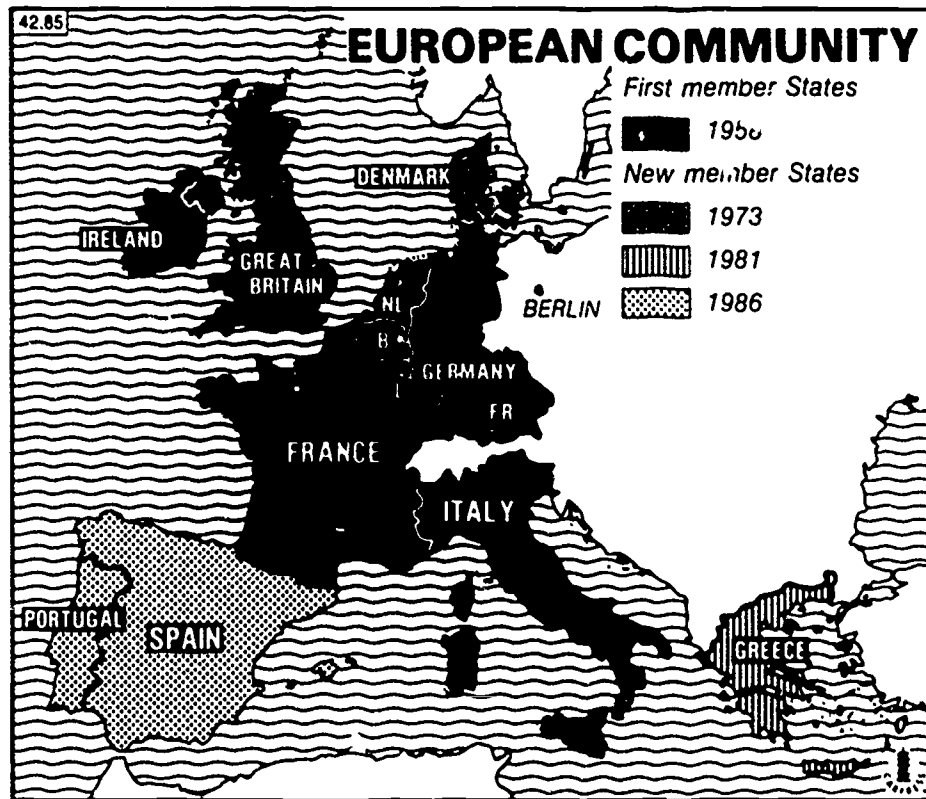 42.85
EUROPEAN COMMUNITY
First member States
New member States
1973
1981
1986
DENMARK
IRELAND
GREAT
BRITAIN
BERLIN
NL
B
GERMANY
FR
FRANCE
ITALY
PORTUGAL
SPAIN
GREECE